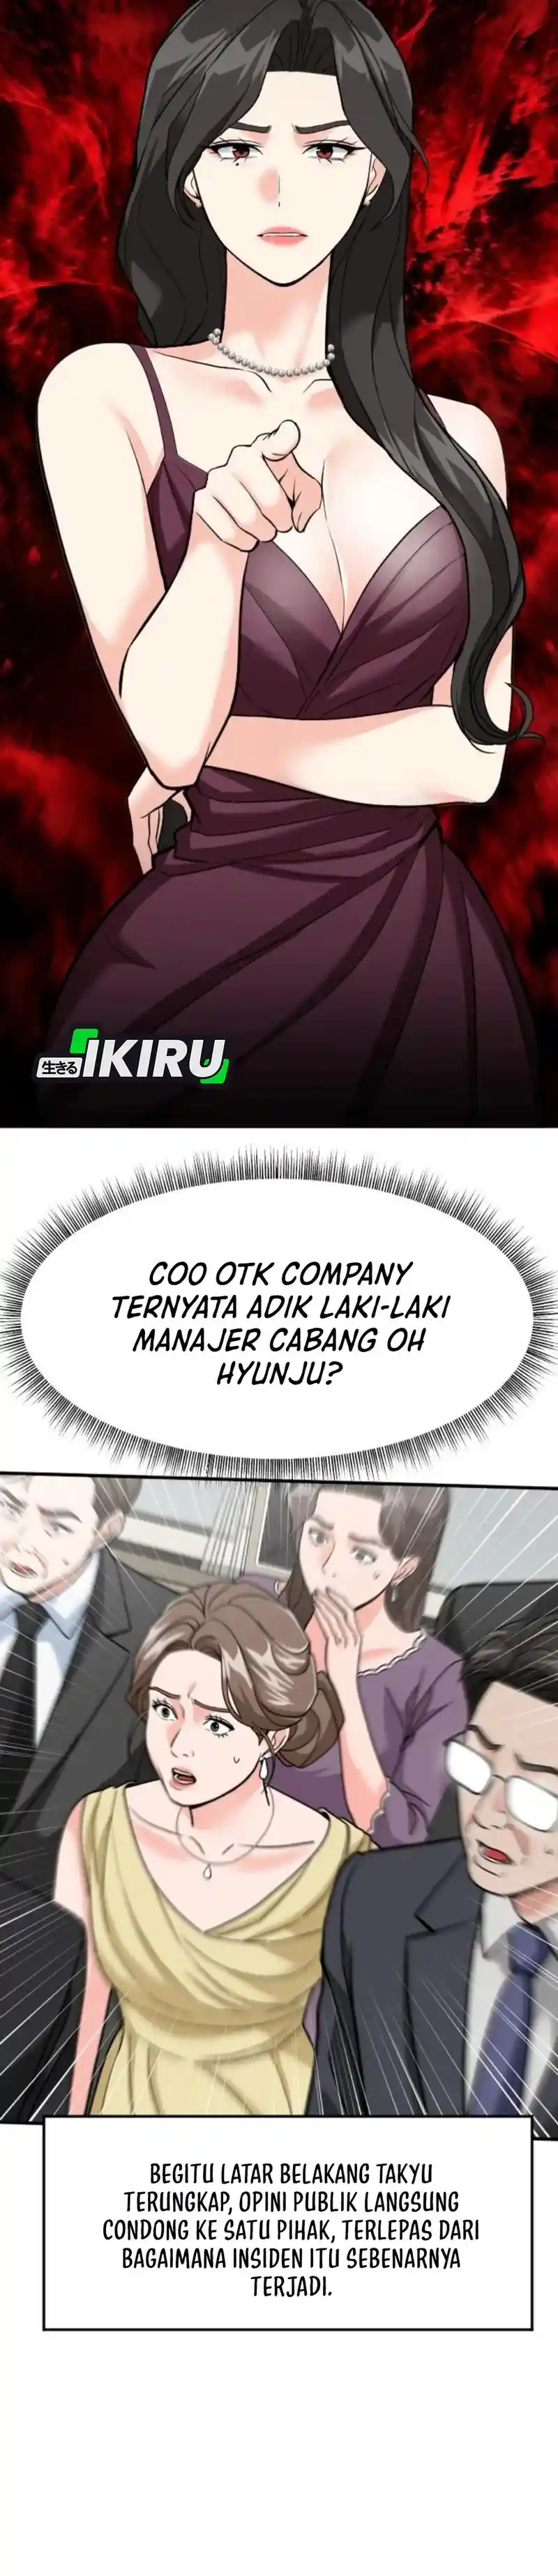 生きる IKIRU
COO OTK COMPANY
TERNYATA ADIK LAKI-LAKI
MANAJER CABANG OH
HYUNJU?
BEGITU LATAR BELAKANG TAKYU
TERUNGKAP, OPINI PUBLIK LANGSUNG
CONDONG KE SATU PIHAK, TERLEPAS DARI
BAGAIMANA INSIDEN ITU SEBENARNYA
TERJADI.